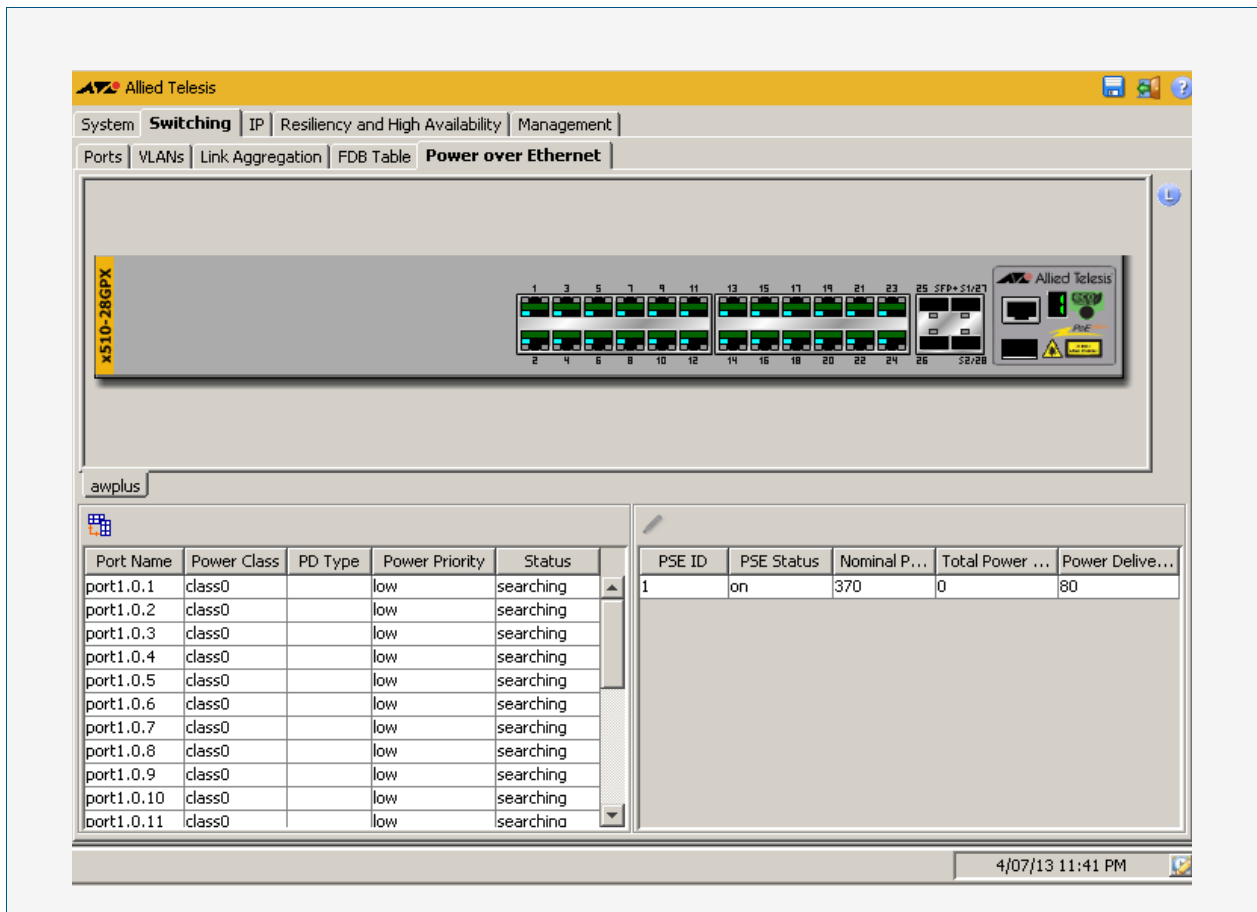 Allied Telesis
System Switching IP Resiliency and High Availability Management
Ports VLANs Link Aggregation FDB Table Power over Ethernet
L
1 3 5 7 9 11 13 15 17 19 21 23 25 SFP+ S1/27
Allied Telesis
x510-28GPX
PoE
2 4 6 8 10 12 14 16 18 20 22 24 26 S2/28
awplus
Port Name Power Class PD Type Power Priority Status PSE ID PSE Status Nominal P... Total Power ... Power Delive...
port1.0.1 class0 low searching 1 on 370 0 80
port1.0.2 class0 low searching
port1.0.3 class0 low searching
port1.0.4 class0 low searching
port1.0.5 class0 low searching
port1.0.6 class0 low searching
port1.0.7 class0 low searching
port1.0.8 class0 low searching
port1.0.9 class0 low searching
port1.0.10 class0 low searching
port1.0.11 class0 low searching
4/07/13 11:41 PM